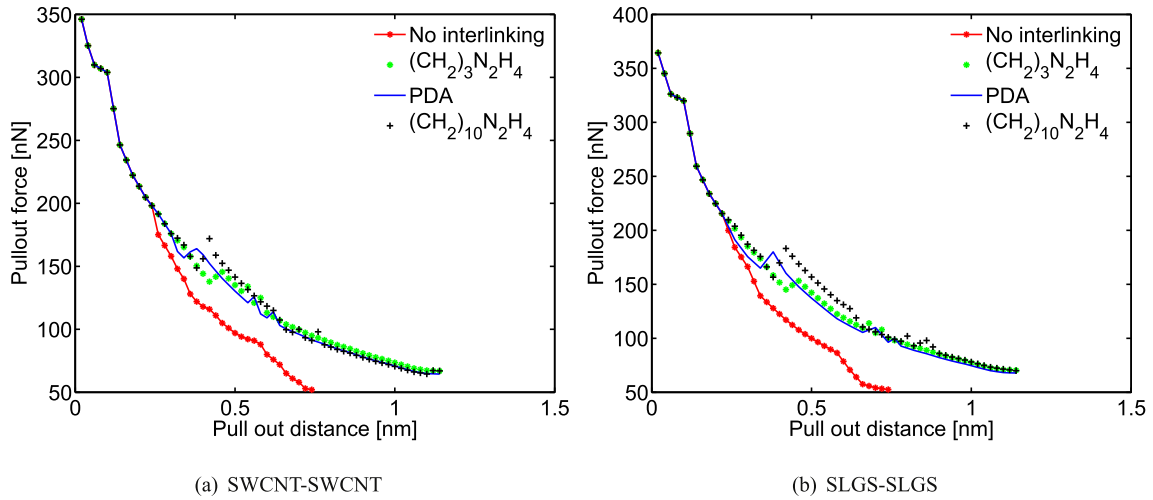 350
300
250
200
150
100
50
0
0.5
1
1.5
Pullout force [nN]
Pull out distance [nm]
No interlinking
(CH2)3N2H4
PDA
(CH2)10N2H4
(a) SWCNT-SWCNT
400
350
300
250
200
150
100
50
0
0.5
1
1.5
Pullout force [nN]
Pull out distance [nm]
No interlinking
(CH2)3N2H4
PDA
(CH2)10N2H4
(b) SLGS-SLGS